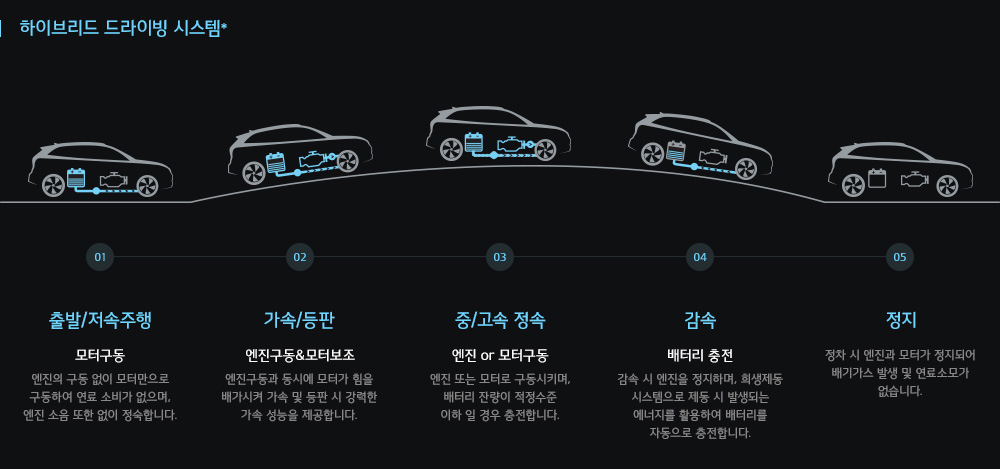 하이브리드 드라이빙 시스템*
01
02
03
04
05
출발/저속주행
모터구동
엔진의 구동 없이 모터만으로
구동하여 연료 소비가 없으며,
엔진 소음 또한 없이 정숙합니다.
가속/등판
엔진구동&모터보조
엔진구동과 동시에 모터가 힘을
배가시켜 가속 및 등판 시 강력한
가속 성능을 제공합니다.
중/고속 정속
엔진 or 모터구동
엔진 또는 모터로 구동시키며,
배터리 잔량이 적정수준
이하 일 경우 충전합니다.
감속
배터리 충전
감속 시 엔진을 정지하며, 희생제동
시스템으로 제동 시 발생되는
에너지를 활용하여 배터리를
자동으로 충전합니다.
정지
정차 시 엔진과 모터가 정지되어
배기가스 발생 및 연료소모가
없습니다.